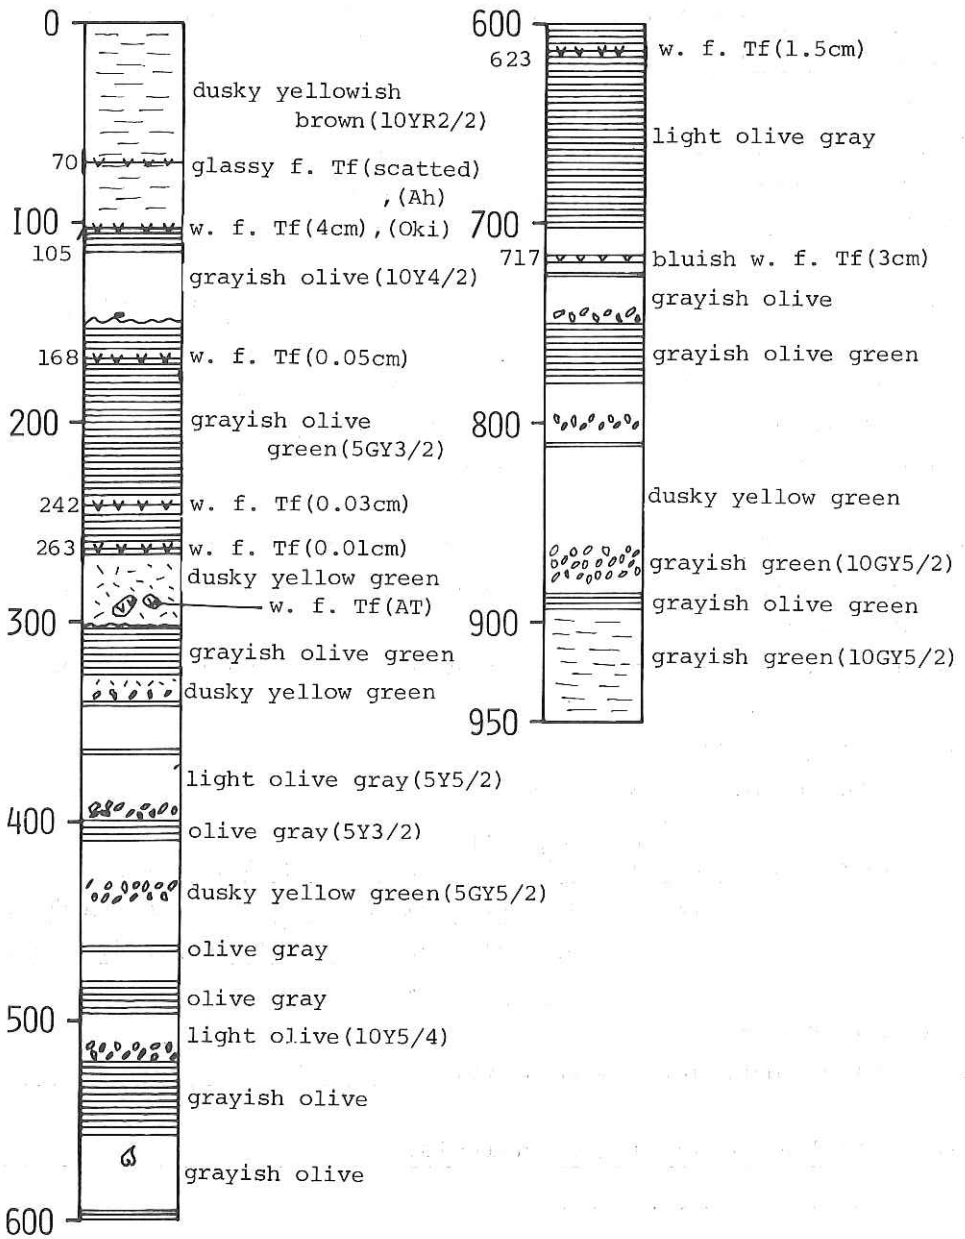 0
dusky yellowish
brown(10YR2/2)
70
glassy f. Tf(scatted)
,(Ah)
100
w. f. Tf(4cm),(Oki)
105
grayish olive(10Y4/2)
168
w. f. Tf(0.05cm)
200
grayish olive
green(5GY3/2)
242
w. f. Tf(0.03cm)
263
w. f. Tf(0.01cm)
dusky yellow green
w. f. Tf(AT)
300
grayish olive green
dusky yellow green
light olive gray(5Y5/2)
400
olive gray(5Y3/2)
dusky yellow green(5GY5/2)
olive gray
olive gray
500
light olive(10Y5/4)
grayish olive
grayish olive
600
600
623
w. f. Tf(1.5cm)
light olive gray
700
717
bluish w. f. Tf(3cm)
grayish olive
grayish olive green
800
dusky yellow green
grayish green(10GY5/2)
grayish olive green
900
grayish green(10GY5/2)
950